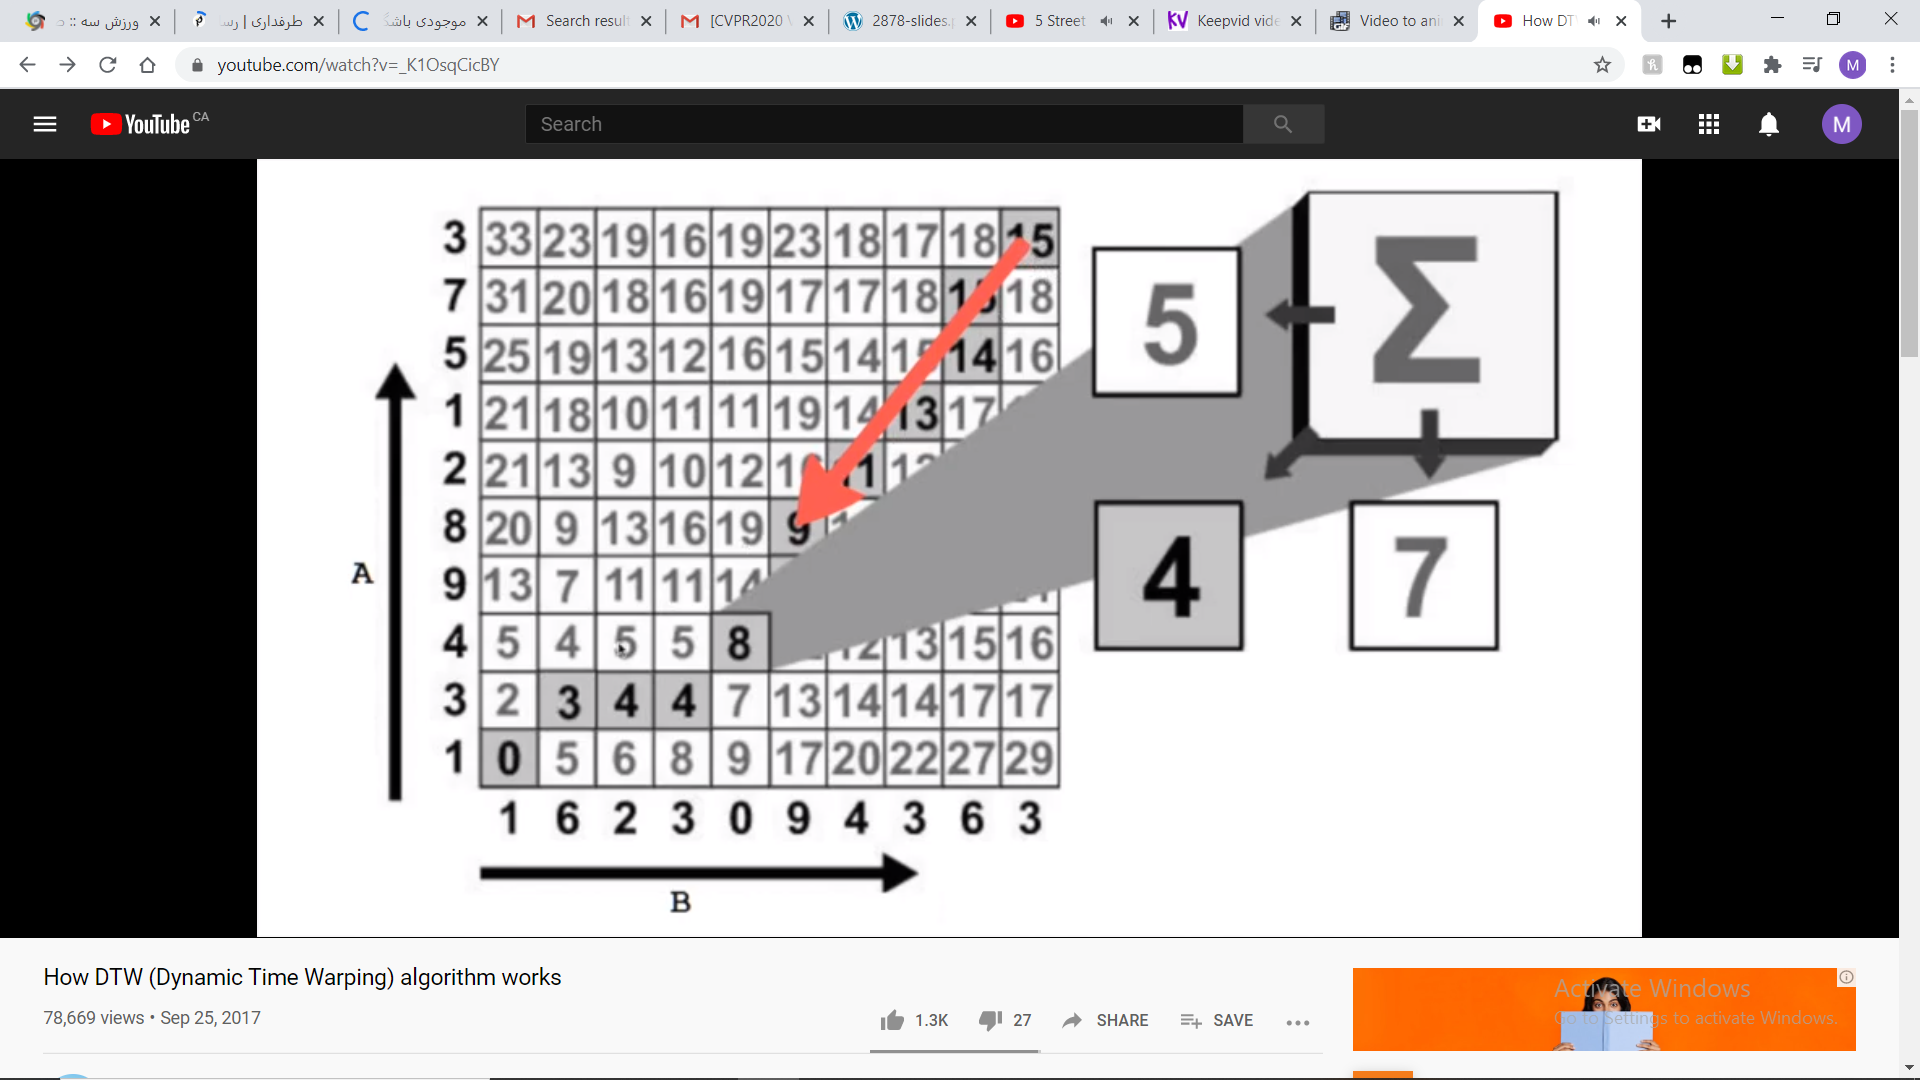 ورزش سه :: صـ
طرفداری | رسا
موجودی باشگا
Search result
[CVPR2020 \
2878-slides.p
5 Street
Keepvid vide
Video to ani
How DT
youtube.com/watch?v=_K1OsqCicBY
M
YouTube CA
Search
M
3 33 23 19 16 19 23 18 17 18 15
7 31 20 18 16 19 17 17 18 18
5 25 19 13 12 16 15 14 14 16
1 21 18 10 11 11 19 14 13 17
2 21 13 9 10 12 11
8 20 9 13 16 19 9
9 13 7 11 11 14
4 5 4 5 5 8 12 13 15 16
3 2 3 4 4 7 13 14 14 17 17
1 0 5 6 8 9 17 20 22 27 29
1 6 2 3 0 9 4 3 6 3
A
B
5
Σ
4
7
How DTW (Dynamic Time Warping) algorithm works
78,669 views • Sep 25, 2017
1.3K
27
SHARE
SAVE
Activate Windows
Go to Settings to activate Windows.